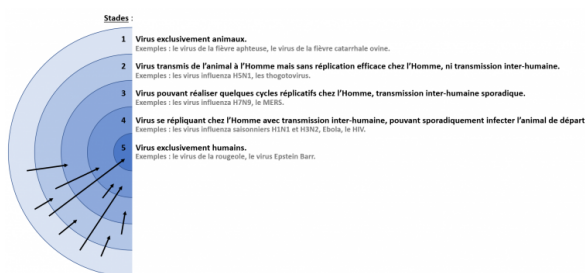 Stades :
1 Virus exclusivement animaux.
Exemples : le virus de la fièvre aphteuse, le virus de la fièvre catarrhale ovine.
2 Virus transmis de l'animal à l'Homme mais sans réplication efficace chez l'Homme, ni transmission inter-humaine.
Exemples : les virus influenza H5N1, les thogotovirus.
3 Virus pouvant réaliser quelques cycles réplicatifs chez l'Homme, transmission inter-humaine sporadique.
Exemples : les virus influenza H7N9, le MERS.
4 Virus se répliquant chez l'Homme avec transmission inter-humaine, pouvant sporadiquement infecter l'animal de départ
Exemples : les virus influenza saisonniers H1N1 et H3N2, Ebola, le HIV.
5 Virus exclusivement humains.
Exemples : le virus de la rougeole, le virus Epstein Barr.